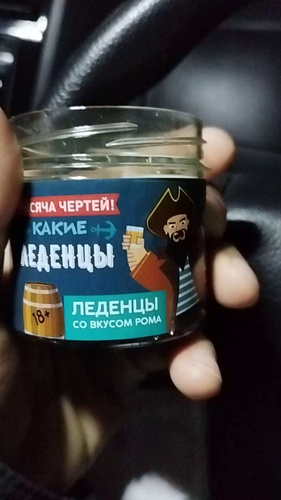 СЯЧА ЧЕРТЕЙ!
КАКИЕ
ЛЕДЕНЦЫ
18+
ЛЕДЕНЦЫ
СО ВКУСОМ РОМА